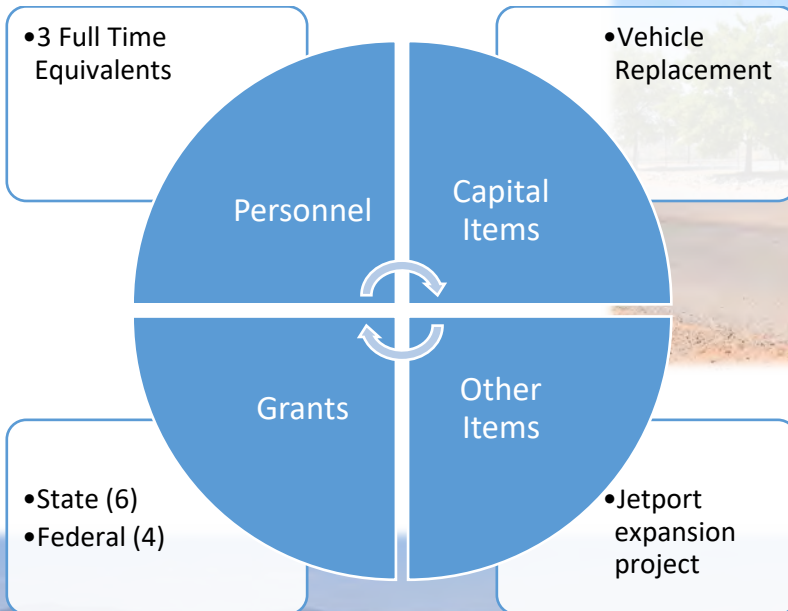 •3 Full Time
Equivalents
•Vehicle
Replacement
Personnel
Capital
Items
Grants
Other
Items
•State (6)
•Federal (4)
•Jetport
expansion
project